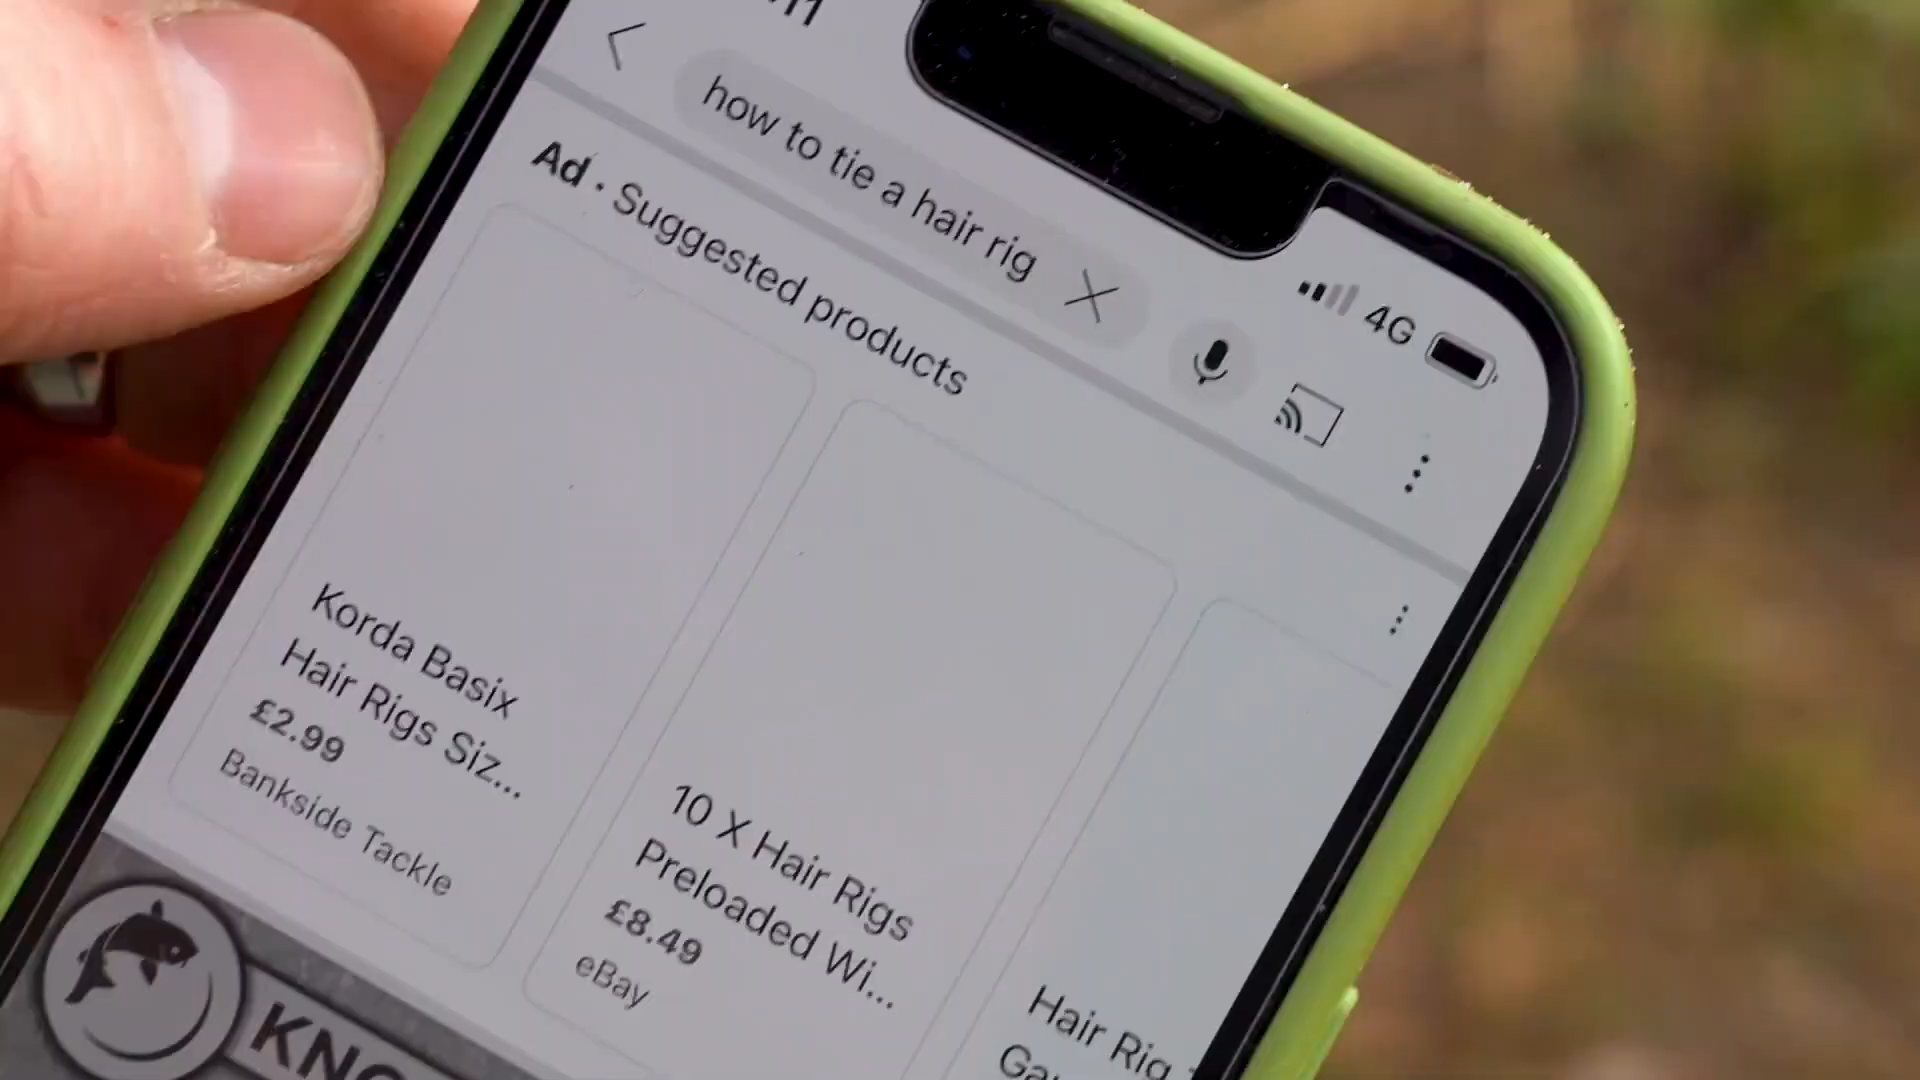 how to tie a hair rig
4G
Ad · Suggested products
Korda Basix
Hair Rigs Siz...
£2.99
Bankside Tackle
10 X Hair Rigs
Preloaded Wi...
£8.49
eBay
Hair Rig